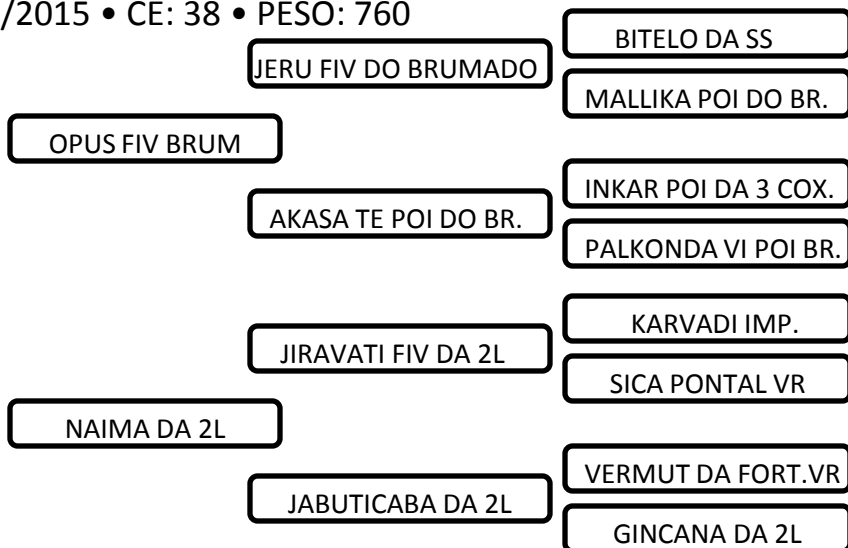 /2015 • CE: 38 • PESO: 760
BITELO DA SS
JERU FIV DO BRUMADO
MALLIKA POI DO BR.
OPUS FIV BRUM
INKAR POI DA 3 COX.
AKASA TE POI DO BR.
PALKONDA VI POI BR.
KARVADI IMP.
JIRAVATI FIV DA 2L
SICA PONTAL VR
NAIMA DA 2L
VERMUT DA FORT.VR
JABUTICABA DA 2L
GINCANA DA 2L